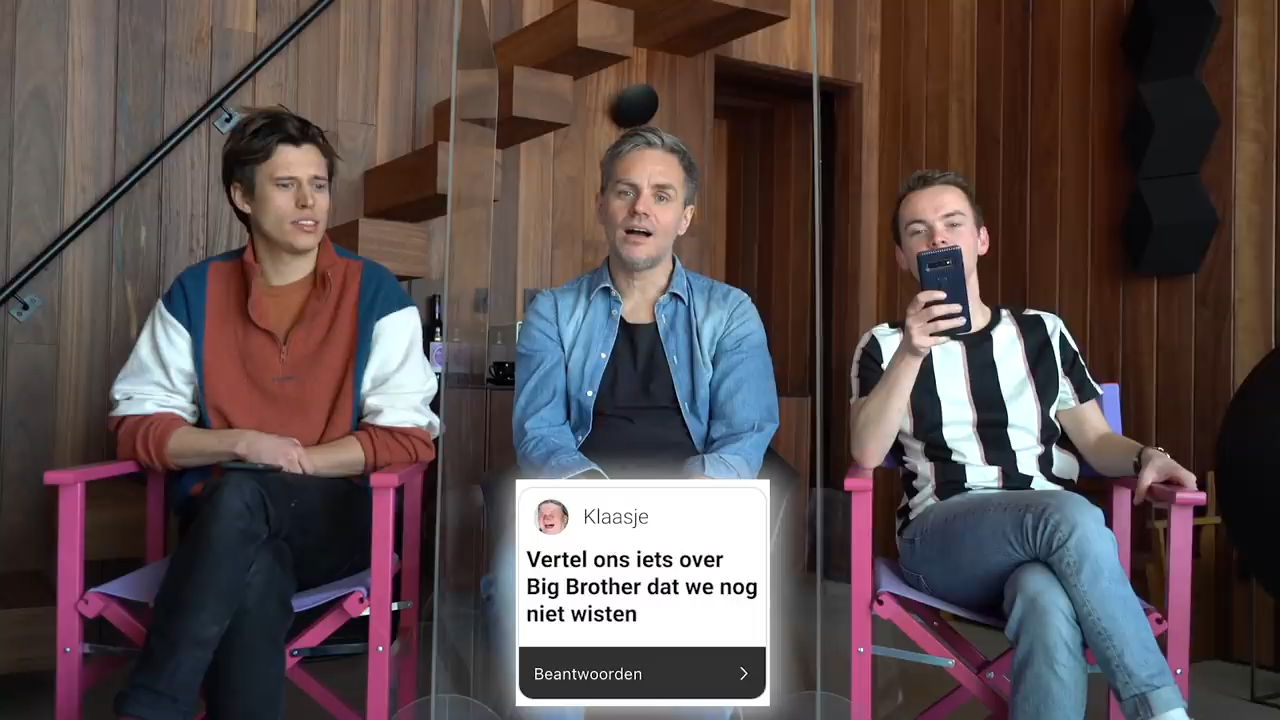 Klaasje
Vertel ons iets over
Big Brother dat we nog
niet wisten
Beantwoorden